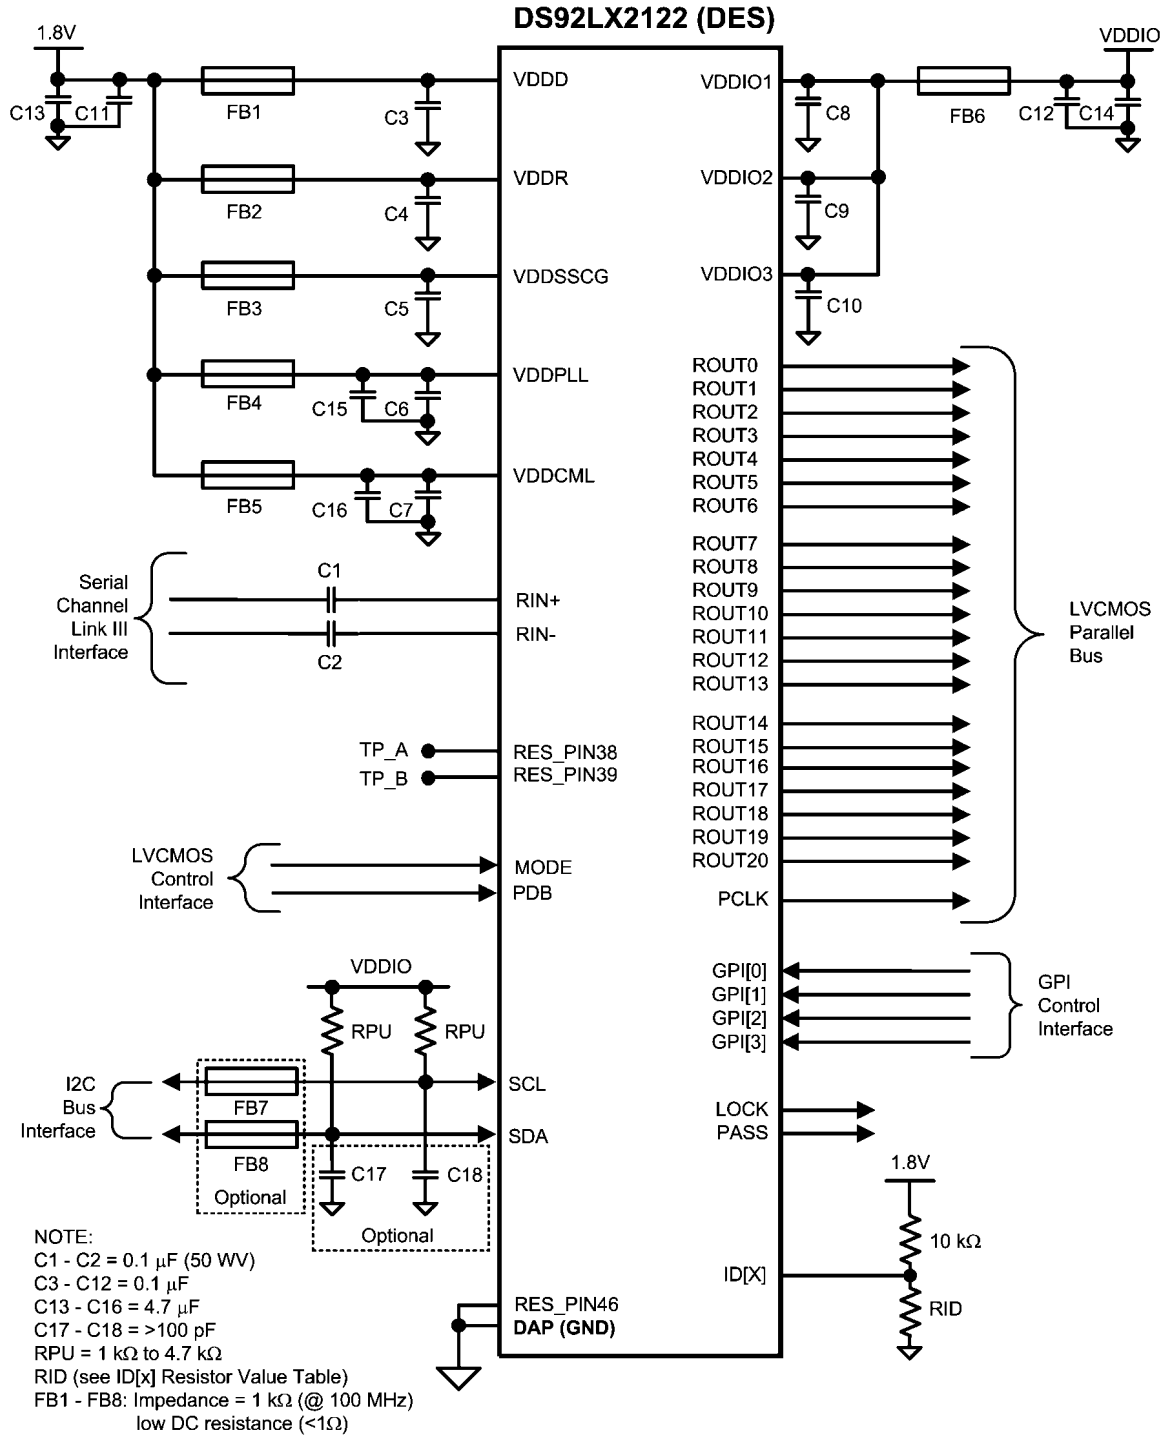 DS92LX2122 (DES)
1.8V
C13
C11
FB1
C3
VDDD
FB2
C4
VDDR
FB3
C5
VDDSSCG
FB4
C15
C6
VDDPLL
FB5
C16
C7
VDDCML
VDDIO
VDDIO1
C8
FB6
C12
C14
VDDIO2
C9
VDDIO3
C10
Serial
Channel
Link III
Interface
C1
RIN+
RIN-
C2
TP_A
RES_PIN38
TP_B
RES_PIN39
LVCMOS
Control
Interface
MODE
PDB
VDDIO
RPU
RPU
I2C
Bus
Interface
FB7
SCL
FB8
SDA
Optional
C17
C18
Optional
RES_PIN46
DAP (GND)
ROUT0
ROUT1
ROUT2
ROUT3
ROUT4
ROUT5
ROUT6
ROUT7
ROUT8
ROUT9
ROUT10
ROUT11
ROUT12
ROUT13
ROUT14
ROUT15
ROUT16
ROUT17
ROUT18
ROUT19
ROUT20
PCLK
LVCMOS
Parallel
Bus
GPI[0]
GPI[1]
GPI[2]
GPI[3]
GPI
Control
Interface
LOCK
PASS
1.8V
10 kΩ
ID[X]
RID
NOTE:
C1 - C2 = 0.1 μF (50 WV)
C3 - C12 = 0.1 μF
C13 - C16 = 4.7 μF
C17 - C18 = >100 pF
RPU = 1 kΩ to 4.7 kΩ
RID (see ID[x] Resistor Value Table)
FB1 - FB8: Impedance = 1 kΩ (@ 100 MHz)
low DC resistance (<1Ω)